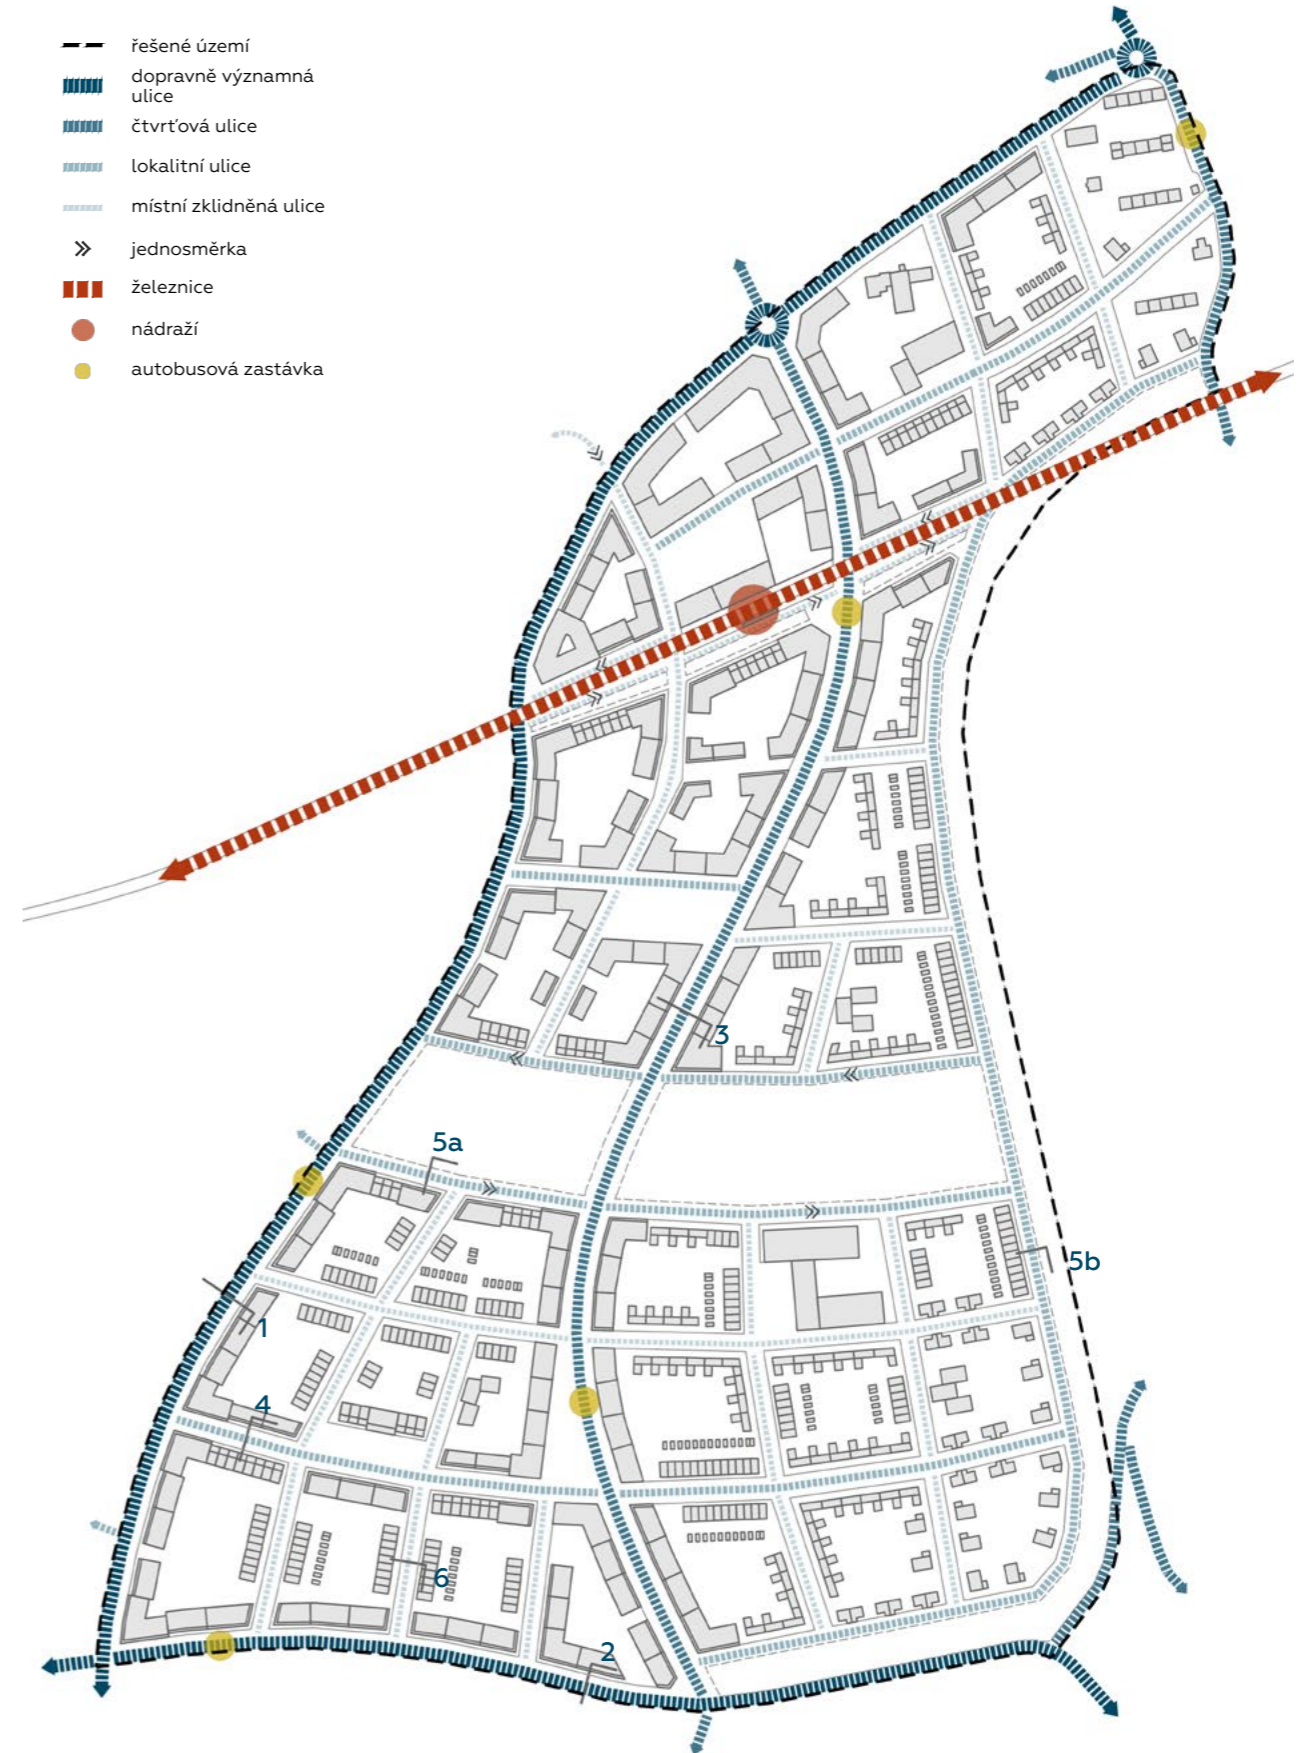 řešené území
dopravně významná
ulice
čtvrťová ulice
lokalitní ulice
místní zklidněná ulice
jednosměrka
železnice
nádraží
autobusová zastávka
3
5a
5b
1
4
6
2